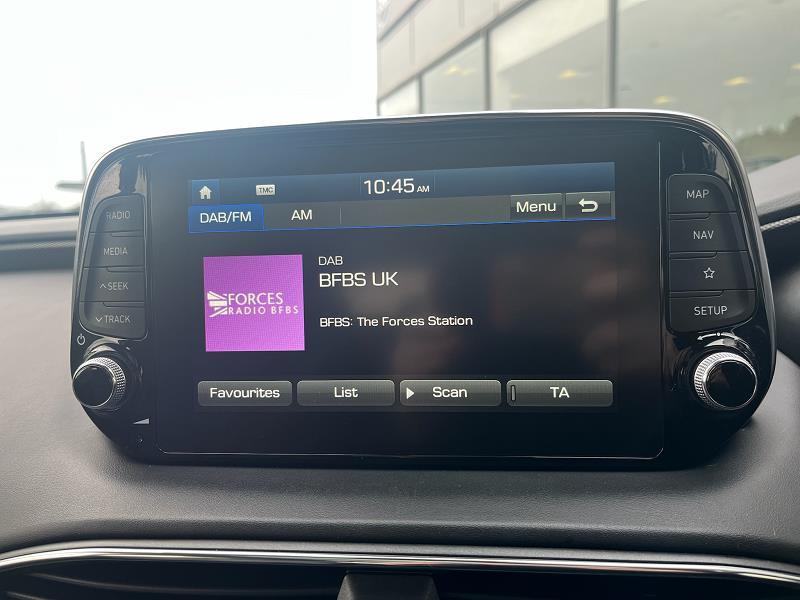 TMC
10:45 AM
DAB/FM
AM
Menu
DAB
BFBS UK
FORCES
RADIO BFBS
BFBS: The Forces Station
Favourites
List
Scan
TA
RADIO
MEDIA
SEEK
TRACK
MAP
NAV
SETUP